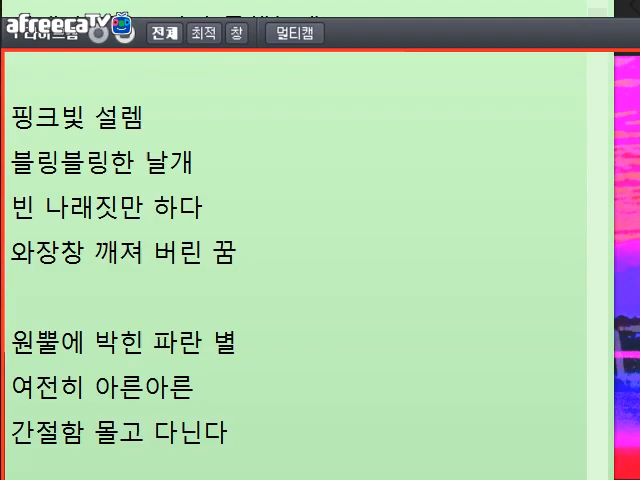 afreecaTV
전체 최적 창 멀티캠
핑크빛 설렘
블링블링한 날개
빈 나래짓만 하다
와장창 깨져 버린 꿈
원뿔에 박힌 파란 별
여전히 아른아른
간절함 몰고 다닌다